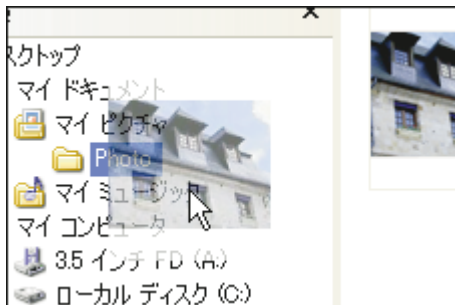 スクトップ
マイ ドキュメント
マイ ピクチャ
Photo
マイ ミュージック
マイ コンピュータ
3.5 インチ FD (A:)
ローカル ディスク (C:)